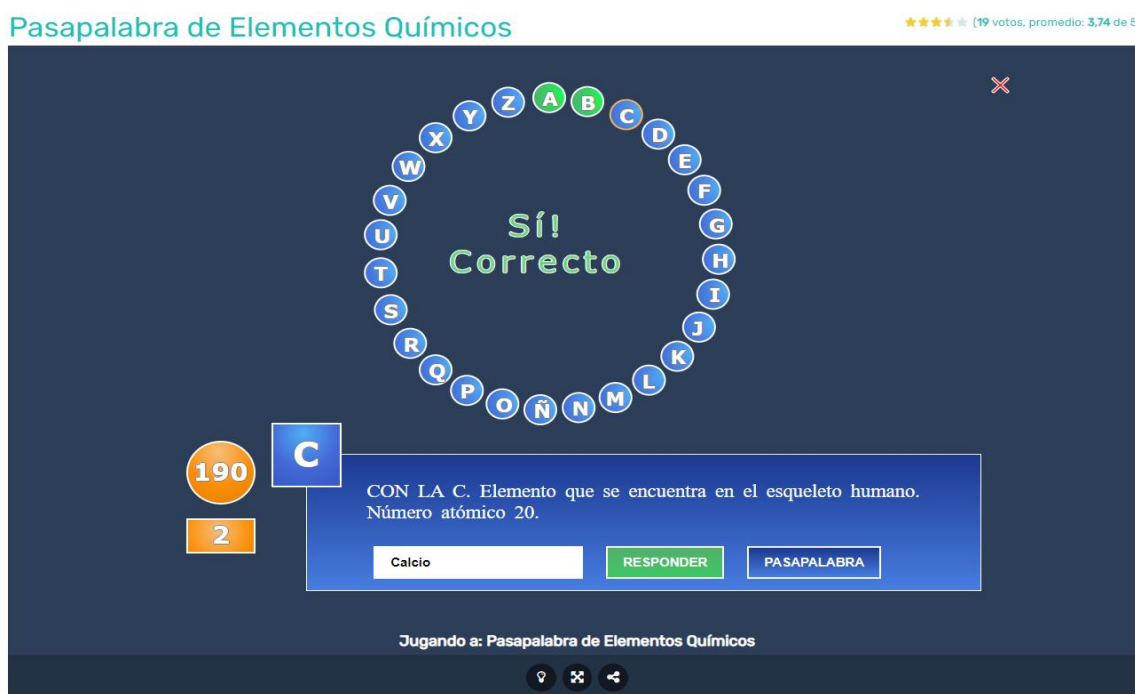 Pasapalabra de Elementos Químicos
(19 votos, promedio: 3,74 de 5
A
B
C
D
E
F
G
H
I
J
K
L
M
N
Ñ
O
P
Q
R
S
T
U
V
W
X
Y
Z
Sí!
Correcto
190
2
C
CON LA C. Elemento que se encuentra en el esqueleto humano.
Número atómico 20.
Calcio RESPONDER PASAPALABRA
Jugando a: Pasapalabra de Elementos Químicos